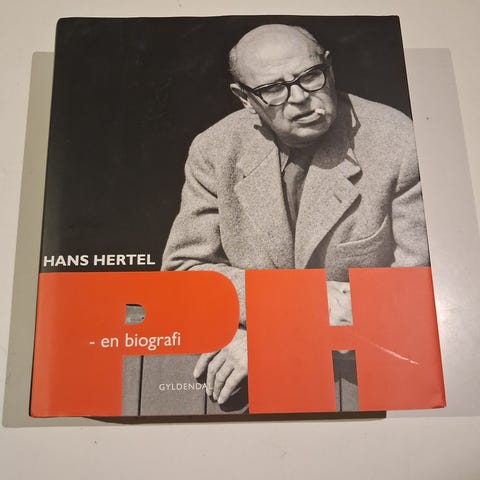 HANS HERTEL
PH
- en biografi
GYLDENDAL